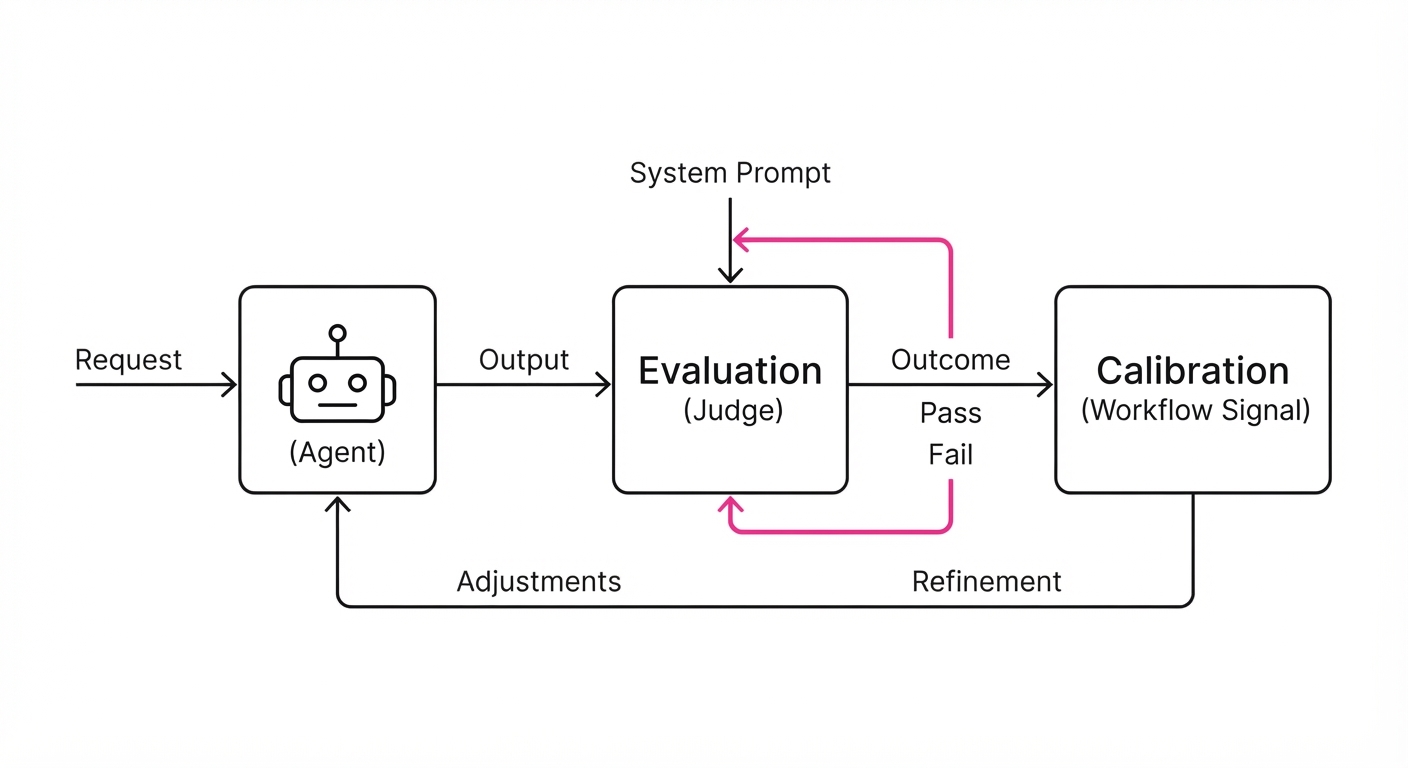 System Prompt
Request
(Agent)
Output
Evaluation
(Judge)
Outcome
Pass
Fail
Calibration
(Workflow Signal)
Adjustments
Refinement